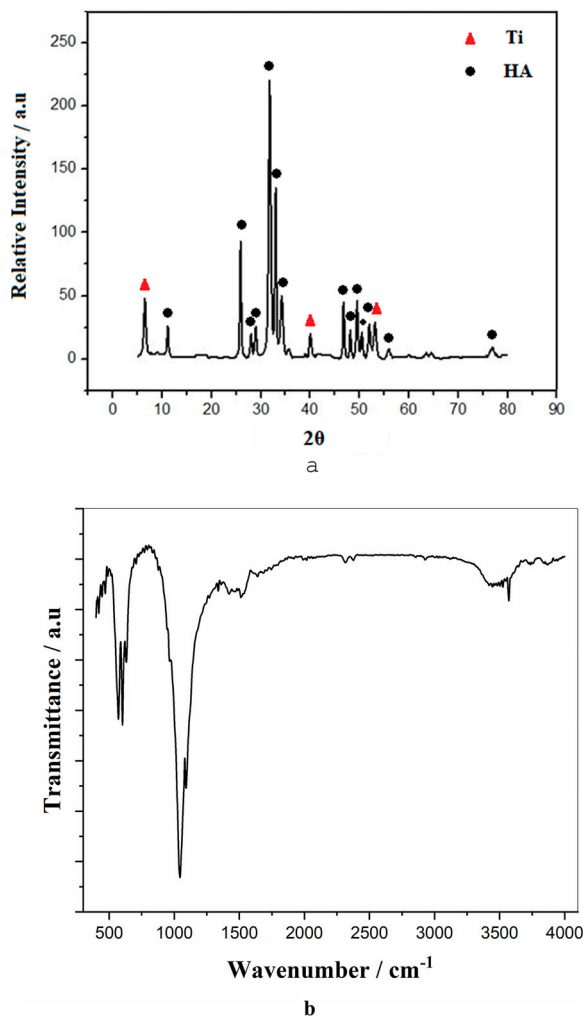 Ti
HA
250
200
150
100
50
0
Relative Intensity / a.u
0 10 20 30 40 50 60 70 80 90
2θ
a
Transmittance / a.u
500 1000 1500 2000 2500 3000 3500 4000
Wavenumber / cm⁻¹
b